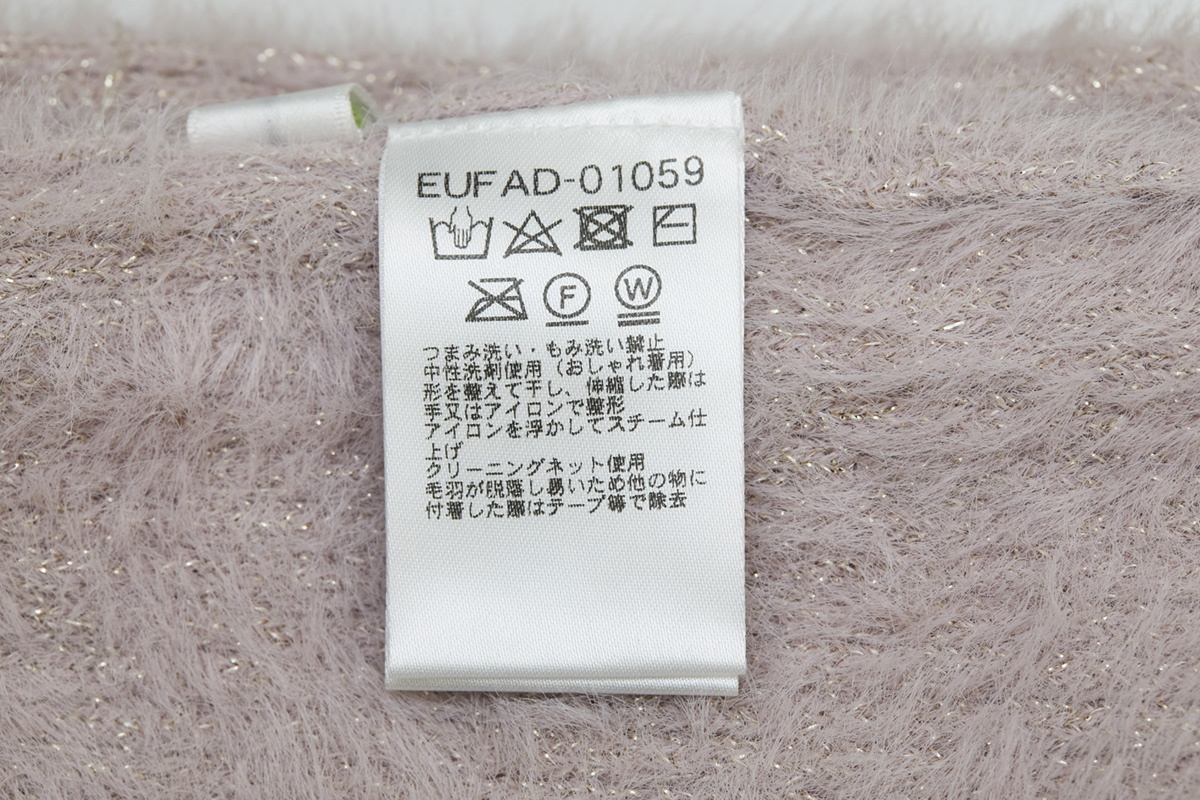 EUFAD-01059
F
W
つまみ洗い・もみ洗い禁止
中性洗剤使用（おしゃれ着用）
形を整えて干し、伸縮した際は
手又はアイロンで整形
アイロンを浮かしてスチーム仕
上げ
クリーニングネット使用
毛羽が脱落し易いため他の物に
付着した際はテープ等で除去